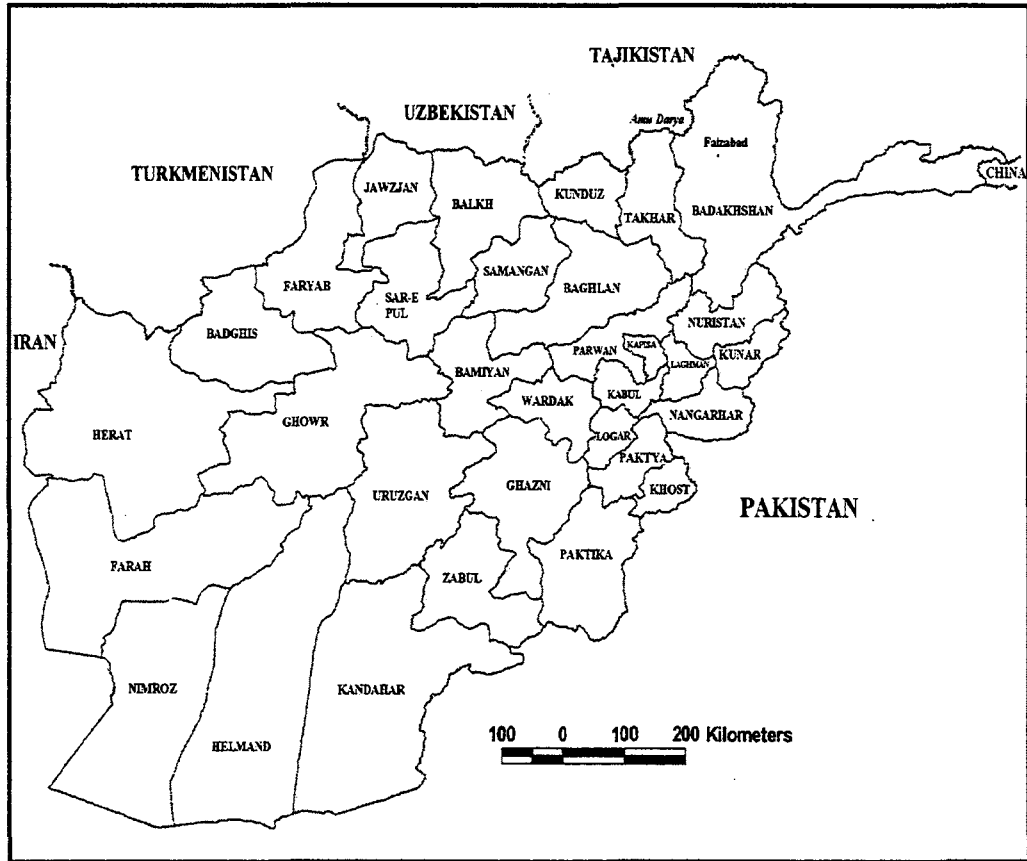 TAJIKISTAN
UZBEKISTAN
Amu Darya
Faizabad
TURKMENISTAN
CHINA
JAWZJAN
BALKH
KUNDUZ
TAKHAR
BADAKHSHAN
SAMANGAN
FARYAB
BAGHLAN
SAR-E
PUL
NURISTAN
BADGHIS
IRAN
PARWAN
KAPISA
KUNAR
LAGHMAN
BAMIYAN
KABUL
WARDAK
NANGARHAR
GHOWR
HERAT
LOGAR
PAKTYA
GHAZNI
KHOST
URUZGAN
PAKISTAN
PAKTIKA
FARAH
ZABUL
NIMROZ
KANDAHAR
HELMAND
100 0 100 200 Kilometers